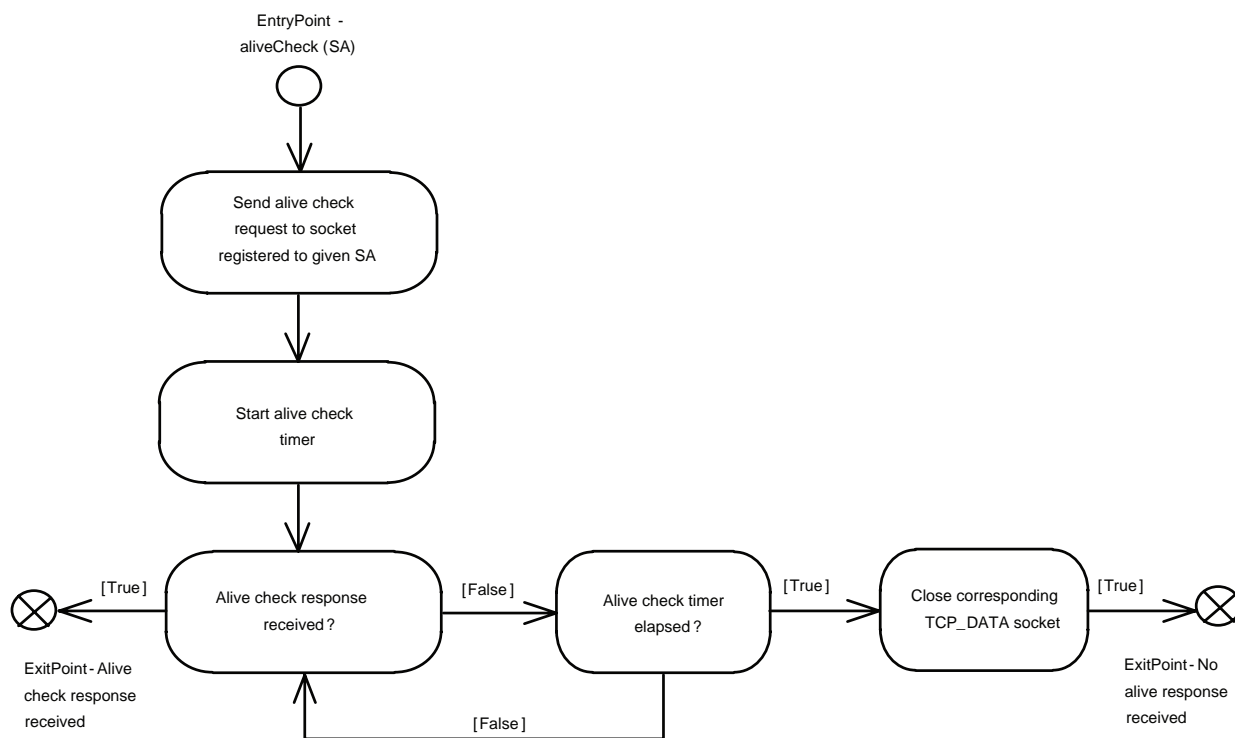 EntryPoint -
aliveCheck (SA)
Send alive check
request to socket
registered to given SA
Start alive check
timer
[True]
Alive check response
received?
[False]
Alive check timer
elapsed?
[True]
Close corresponding
TCP_DATA socket
[True]
ExitPoint - Alive
check response
received
[False]
ExitPoint - No
alive response
received